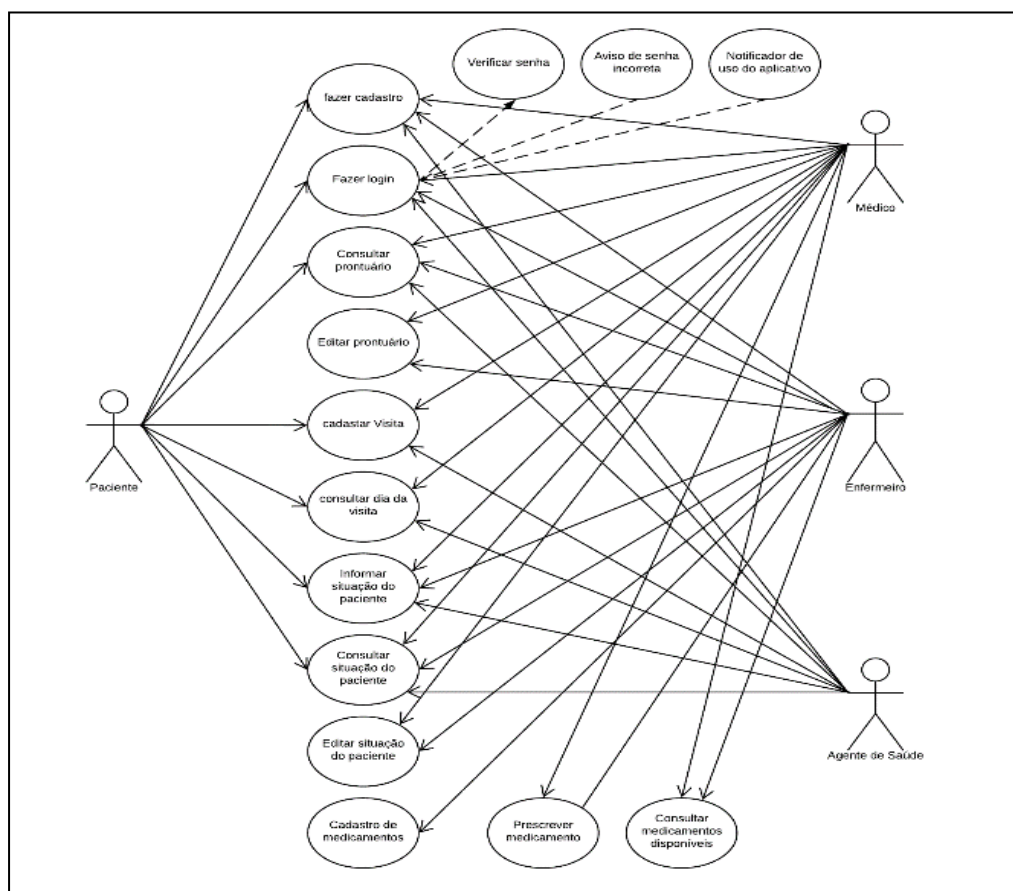 Verificar senha
Aviso de senha
incorreta
Notificador de
uso do aplicativo
fazer cadastro
Fazer login
Consultar
prontuário
Editar prontuário
cadastar Visita
consultar dia da
visita
Informar
situação do
paciente
Consultar
situação do
paciente
Editar situação
do paciente
Cadastro de
medicamentos
Prescrever
medicamento
Consultar
medicamentos
disponíveis
Paciente
Médico
Enfermeiro
Agente de Saúde